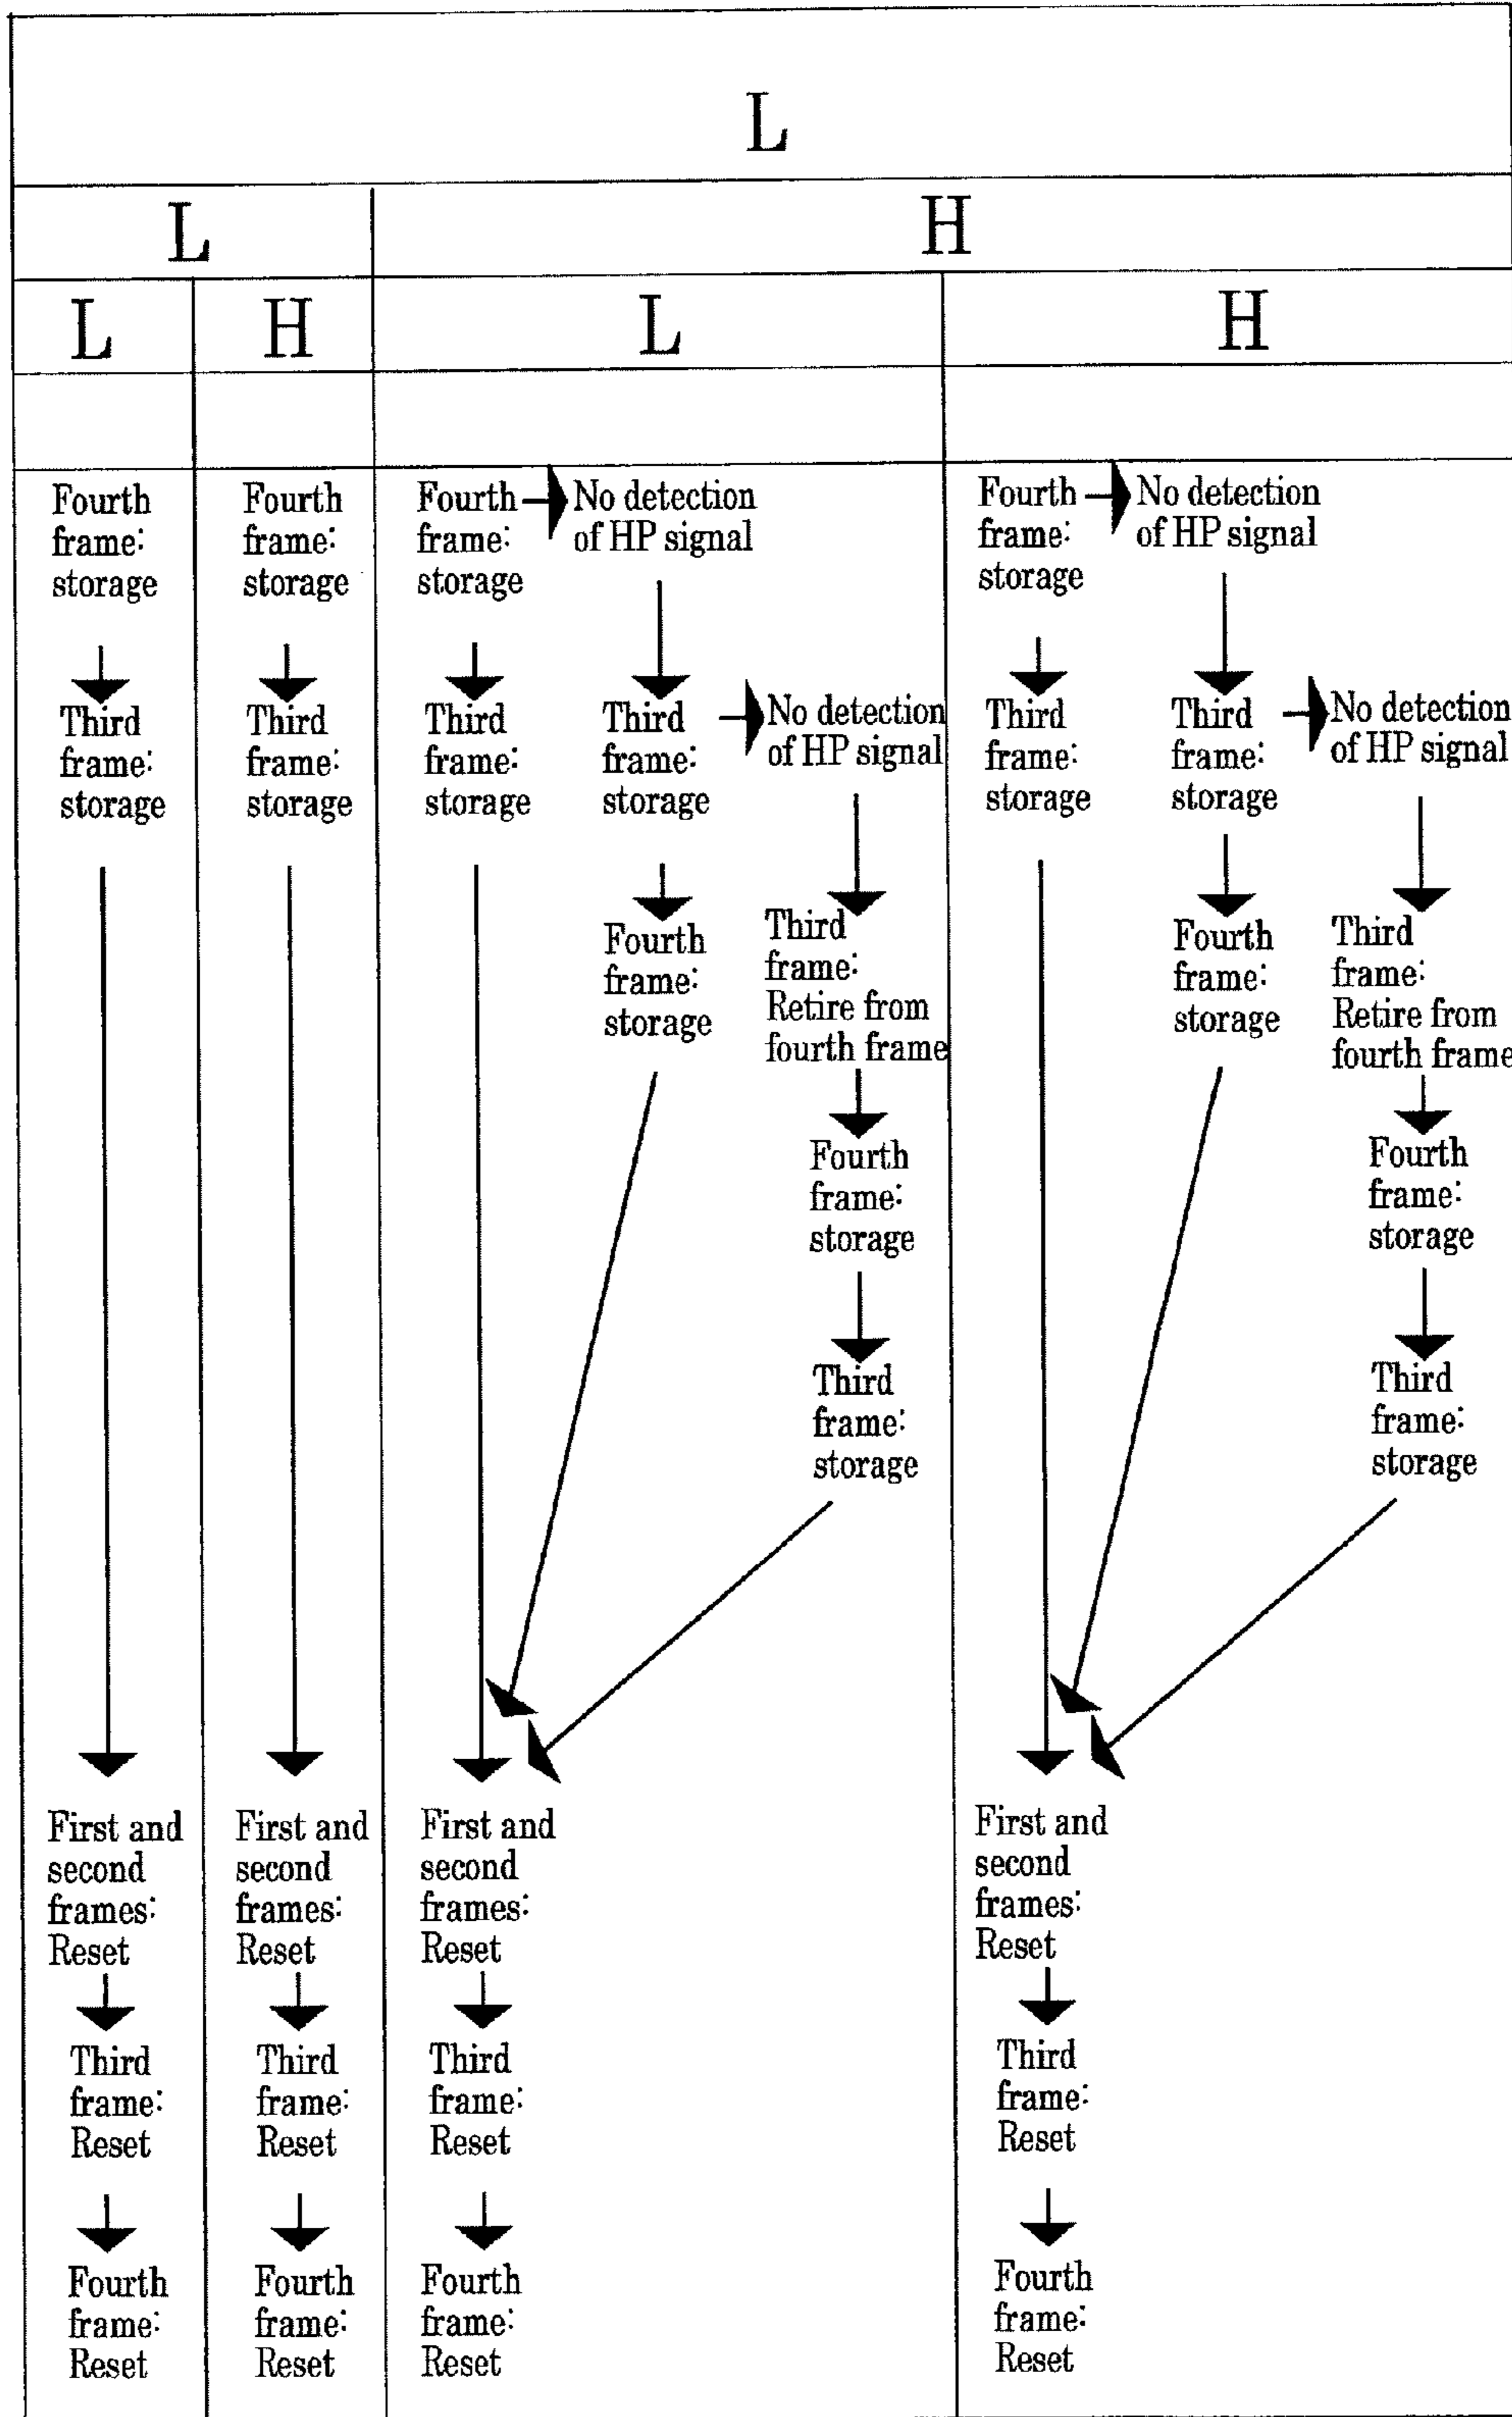 L
L
H
L
H
L
H
Fourth
frame:
storage
Third
frame:
storage
First and
second
frames:
Reset
Third
frame:
Reset
Fourth
frame:
Reset
Fourth
frame:
storage
Third
frame:
storage
First and
second
frames:
Reset
Third
frame:
Reset
Fourth
frame:
Reset
Fourth
frame:
storage
Third
frame:
storage
First and
second
frames:
Reset
Third
frame:
Reset
Fourth
frame:
Reset
No detection
of HP signal
Third
frame:
storage
Fourth
frame:
storage
No detection
of HP signal
Third
frame:
Retire from
fourth frame
Fourth
frame:
storage
Third
frame:
storage
Fourth
frame:
storage
Third
frame:
storage
First and
second
frames:
Reset
Third
frame:
Reset
Fourth
frame:
Reset
No detection
of HP signal
Third
frame:
storage
Fourth
frame:
storage
No detection
of HP signal
Third
frame:
Retire from
fourth frame
Fourth
frame:
storage
Third
frame:
storage